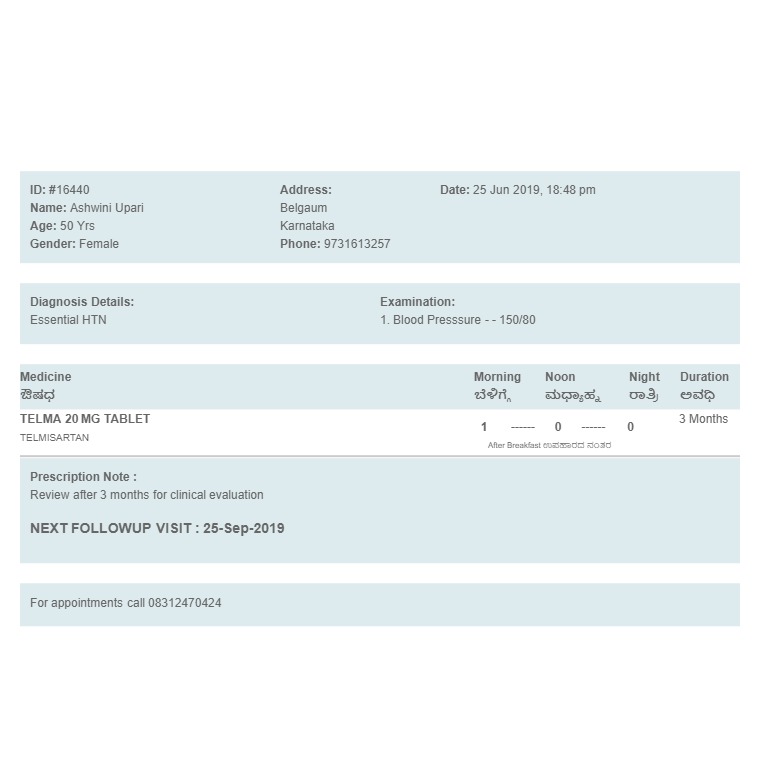 ID: #16440
Name: Ashwini Upari
Age: 50 Yrs
Gender: Female
Address:
Belgaum
Karnataka
Phone: 9731613257
Date: 25 Jun 2019, 18:48 pm
Diagnosis Details:
Essential HTN
Examination:
1. Blood Presssure - - 150/80
Medicine Morning Noon Night Duration
ಔಷಧ ಬೆಳಿಗ್ಗೆ ಮಧ್ಯಾಹ್ನ ರಾತ್ರಿ ಅವಧಿ
TELMA 20 MG TABLET 1 ------ 0 ------ 0 3 Months
TELMISARTAN After Breakfast ಉಪಹಾರದ ನಂತರ
Prescription Note :
Review after 3 months for clinical evaluation
NEXT FOLLOWUP VISIT : 25-Sep-2019
For appointments call 08312470424